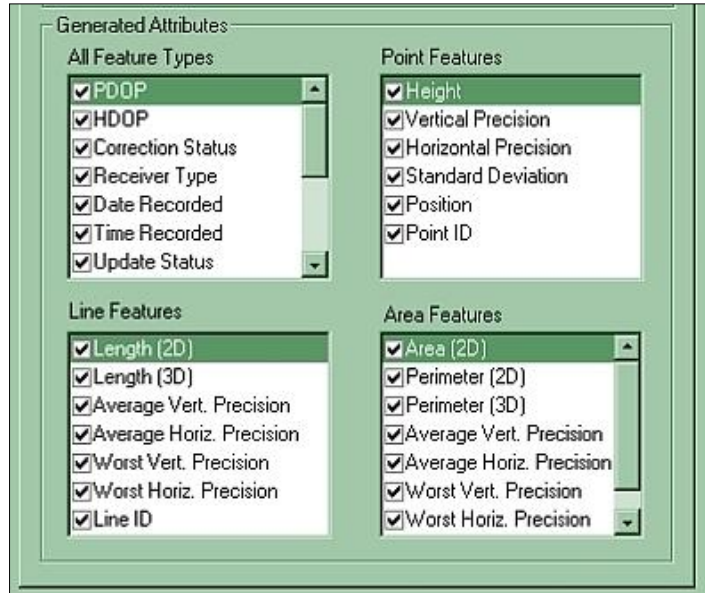 Generated Attributes
All Feature Types
PDOP
HDOP
Correction Status
Receiver Type
Date Recorded
Time Recorded
Update Status
Point Features
Height
Vertical Precision
Horizontal Precision
Standard Deviation
Position
Point ID
Line Features
Length (2D)
Length (3D)
Average Vert. Precision
Average Horiz. Precision
Worst Vert. Precision
Worst Horiz. Precision
Line ID
Area Features
Area (2D)
Perimeter (2D)
Perimeter (3D)
Average Vert. Precision
Average Horiz. Precision
Worst Vert. Precision
Worst Horiz. Precision